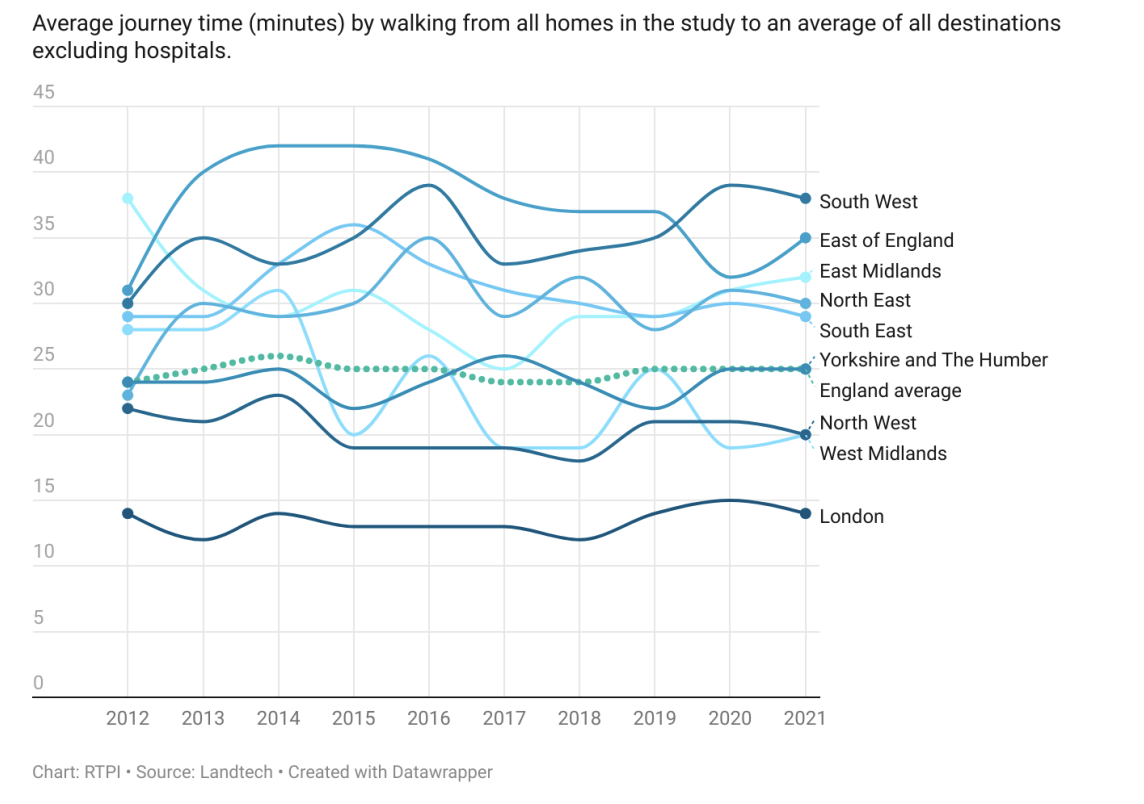 Average journey time (minutes) by walking from all homes in the study to an average of all destinations
excluding hospitals.
45
40
35
30
25
20
15
10
5
0
South West
East of England
East Midlands
North East
South East
Yorkshire and The Humber
England average
North West
West Midlands
London
2012 2013 2014 2015 2016 2017 2018 2019 2020 2021
Chart: RTPI • Source: Landtech • Created with Datawrapper